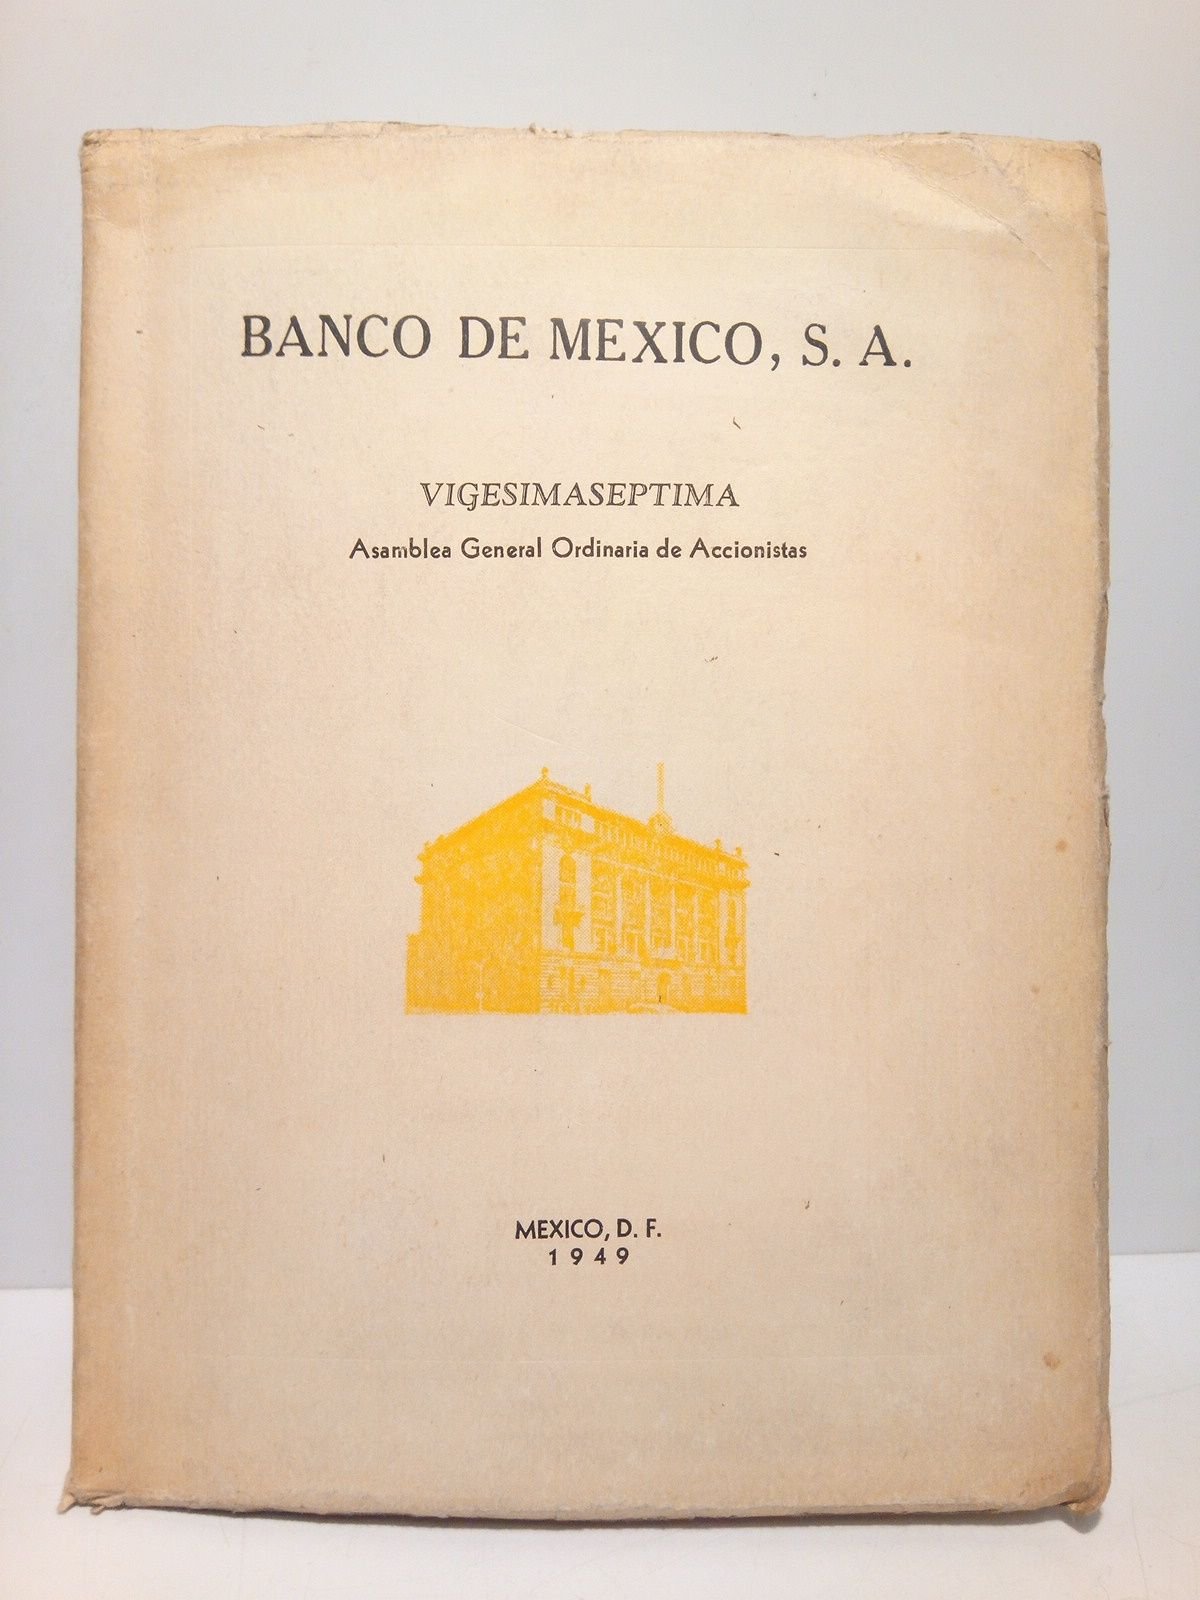 BANCO DE MEXICO, S. A.
VIGESIMASEPTIMA
Asamblea General Ordinaria de Accionistas
MEXICO, D. F.
1949